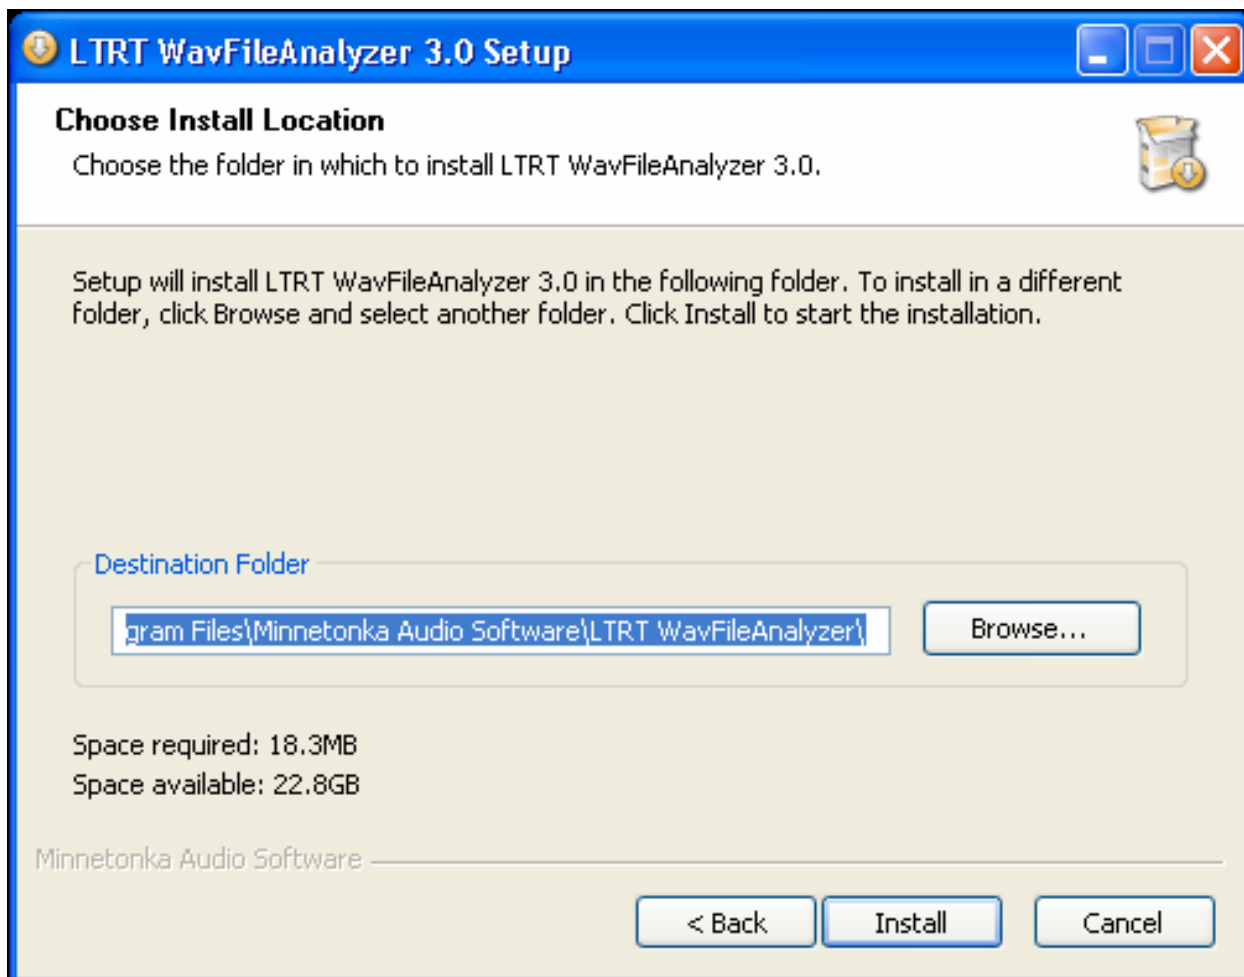 LTRT WavFileAnalyzer 3.0 Setup
Choose Install Location
Choose the folder in which to install LTRT WavFileAnalyzer 3.0.
Setup will install LTRT WavFileAnalyzer 3.0 in the following folder. To install in a different
folder, click Browse and select another folder. Click Install to start the installation.
Destination Folder
gram Files\Minnetonka Audio Software\LTRT WavFileAnalyzer\
Browse...
Space required: 18.3MB
Space available: 22.8GB
Minnetonka Audio Software
< Back
Install
Cancel